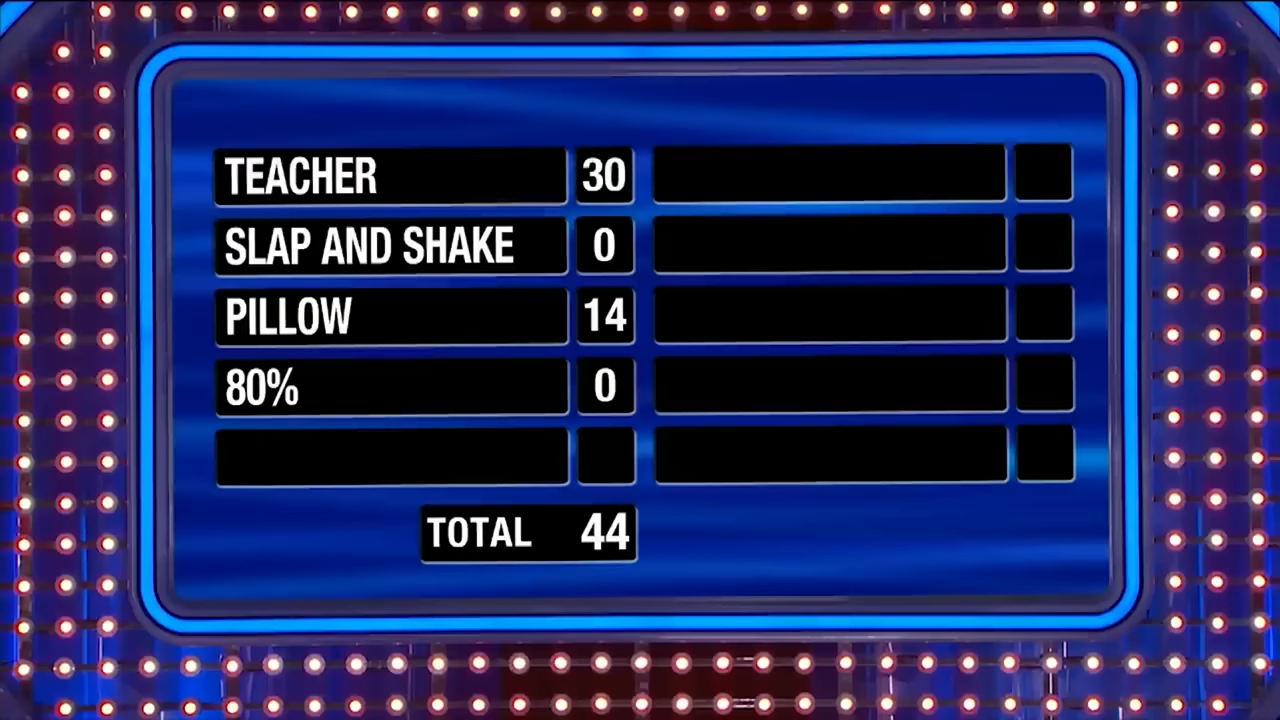 TEACHER 30
SLAP AND SHAKE 0
PILLOW 14
80% 0
TOTAL 44